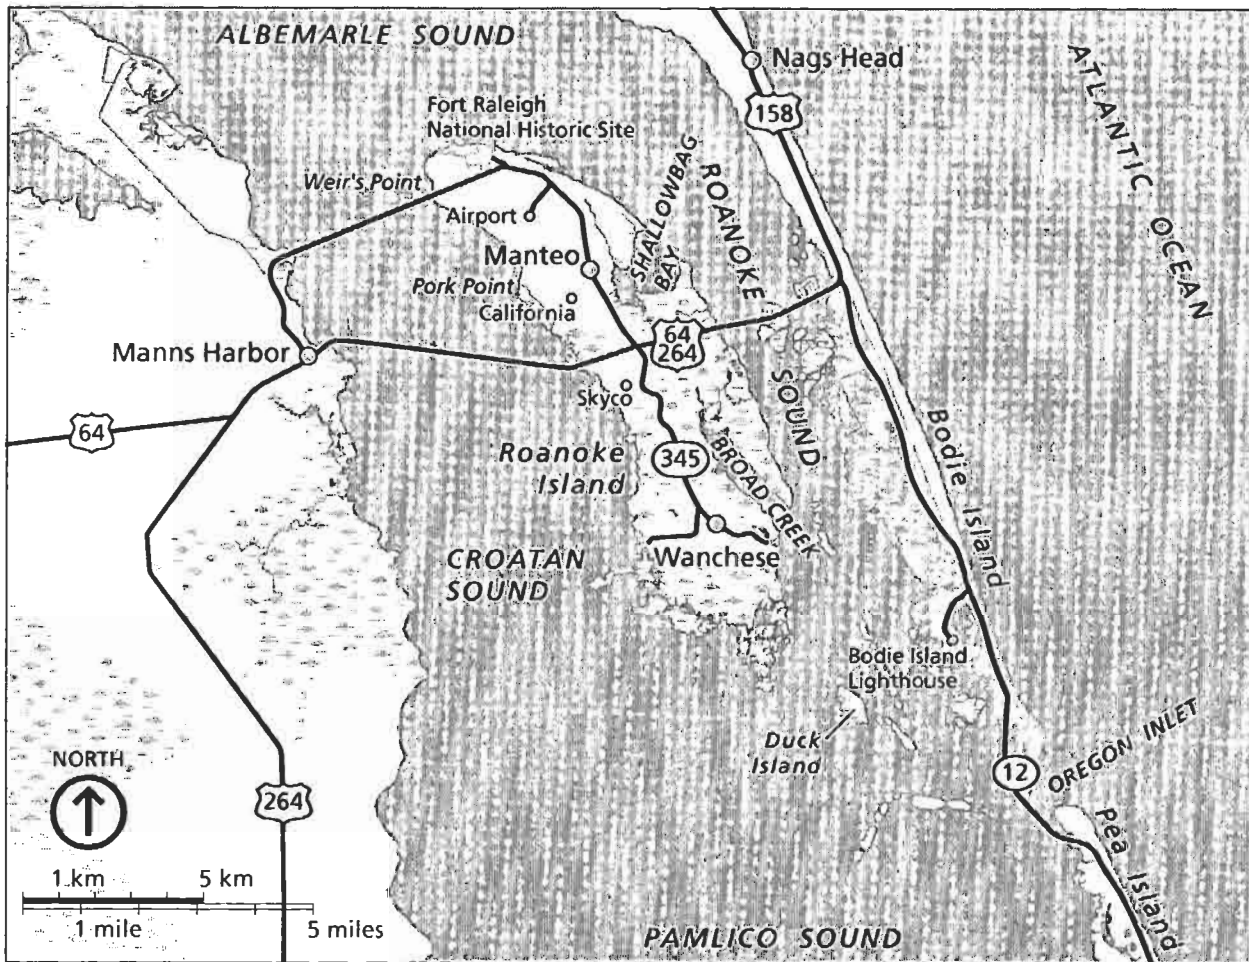 ALBEMARLE SOUND
Nags Head
158
ATLANTIC OCEAN
Fort Raleigh
National Historic Site
Weir's Point
Airport
SHALLOWBAG
BAY
ROANOKE
SOUND
Manteo
Pork Point
California
64
264
Manns Harbor
Skyco
64
345
Roanoke
Island
BROAD CREEK
Bodie Island
CROATAN
SOUND
Wanchese
Bodie Island
Lighthouse
Duck
Island
OREGON INLET
12
Pea Island
NORTH
264
1 km 5 km
1 mile 5 miles
PAMLICO SOUND